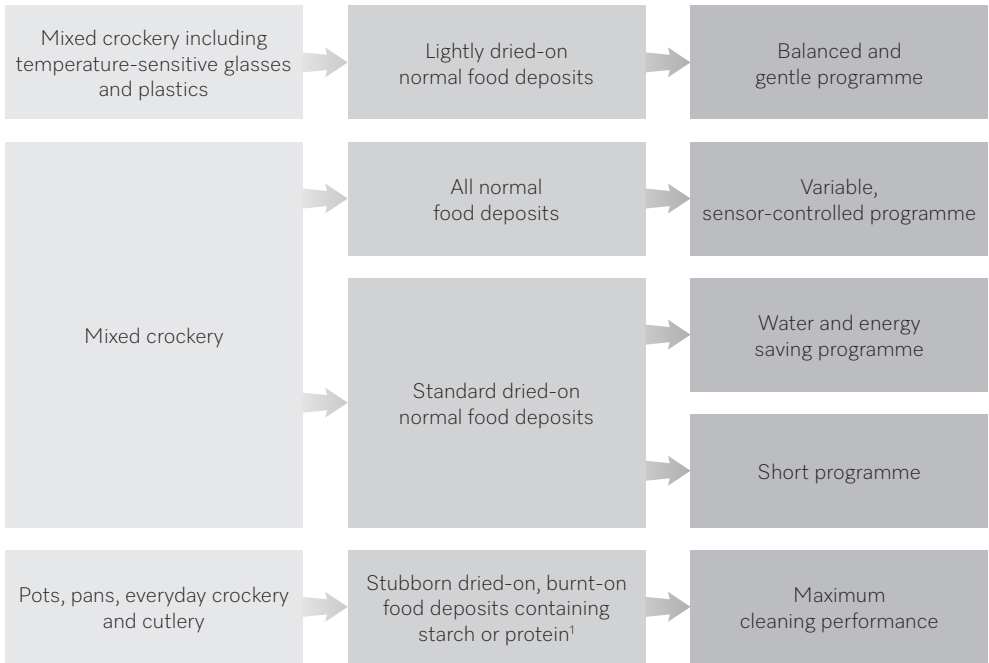 Mixed crockery including
temperature-sensitive glasses
and plastics
Lightly dried-on
normal food deposits
Balanced and
gentle programme
Mixed crockery
All normal
food deposits
Variable,
sensor-controlled programme
Standard dried-on
normal food deposits
Water and energy
saving programme
Short programme
Pots, pans, everyday crockery
and cutlery
Stubborn dried-on, burnt-on
food deposits containing
starch or protein¹
Maximum
cleaning performance